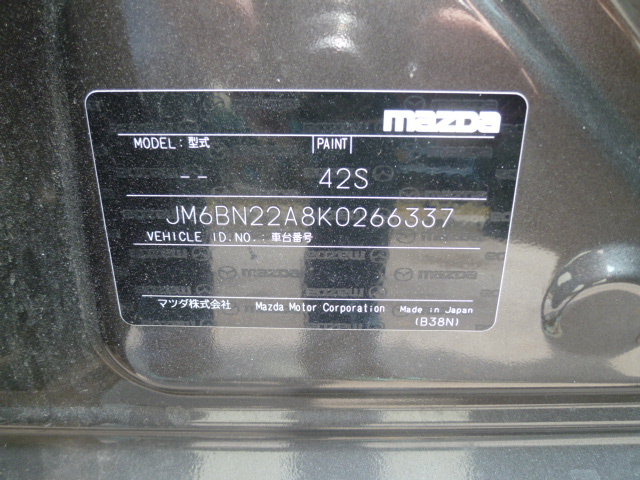 mazda
MODEL：型式 PAINT
-- 42S
JM6BN22A8K0266337
VEHICLE ID.NO.：車台番号
マツダ株式会社 Mazda Motor Corporation Made in Japan
(B38N)